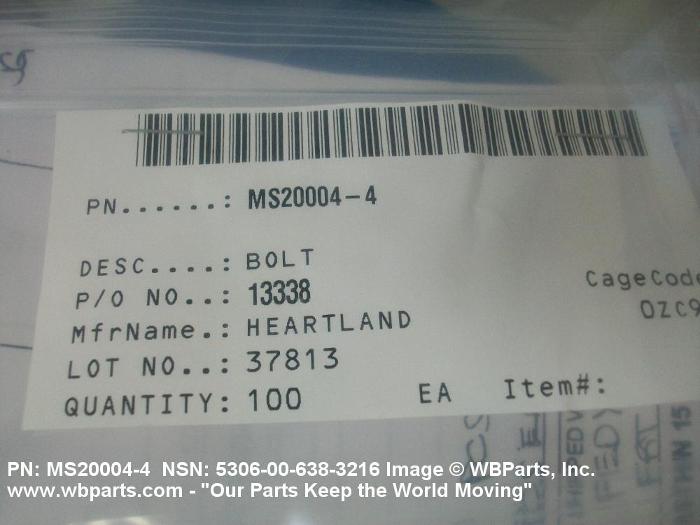 PN......: MS20004-4
DESC....: BOLT
P/O NO..: 13338
CageCode
MfrName.: HEARTLAND
LOT NO..: 37813
QUANTITY: 100 EA Item#:
PN: MS20004-4 NSN: 5306-00-638-3216 Image © WBParts, Inc.
www.wbparts.com - "Our Parts Keep the World Moving"